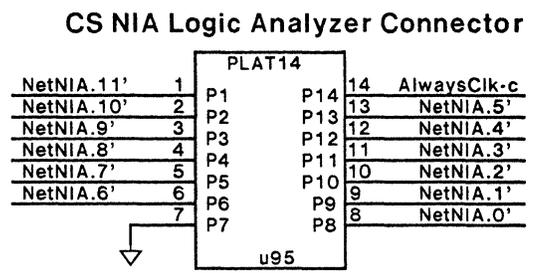 CS NIA Logic Analyzer Connector
PLAT14
NetNIA.11' 1 P1 P14 14 AlwaysClk-c
NetNIA.10' 2 P2 P13 13 NetNIA.5'
NetNIA.9' 3 P3 P12 12 NetNIA.4'
NetNIA.8' 4 P4 P11 11 NetNIA.3'
NetNIA.7' 5 P5 P10 10 NetNIA.2'
NetNIA.6' 6 P6 P9 9 NetNIA.1'
7 P7 P8 8 NetNIA.0'
u95